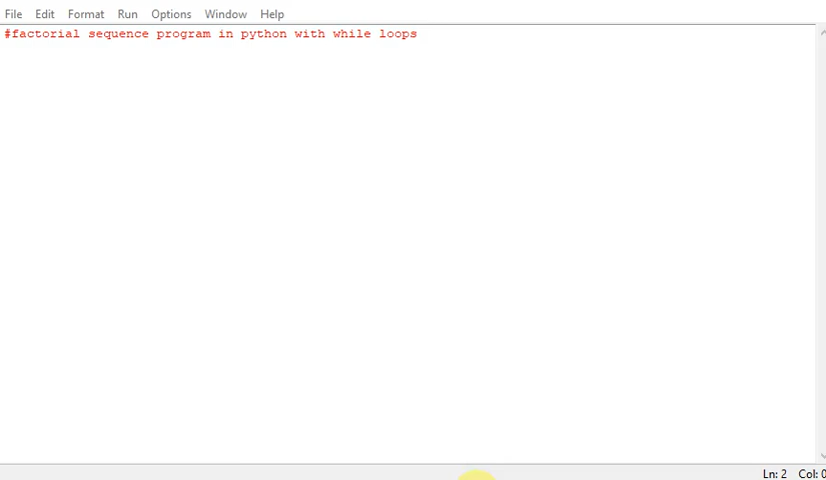 File Edit Format Run Options Window Help
#factorial sequence program in python with while loops
Ln: 2 Col: 0